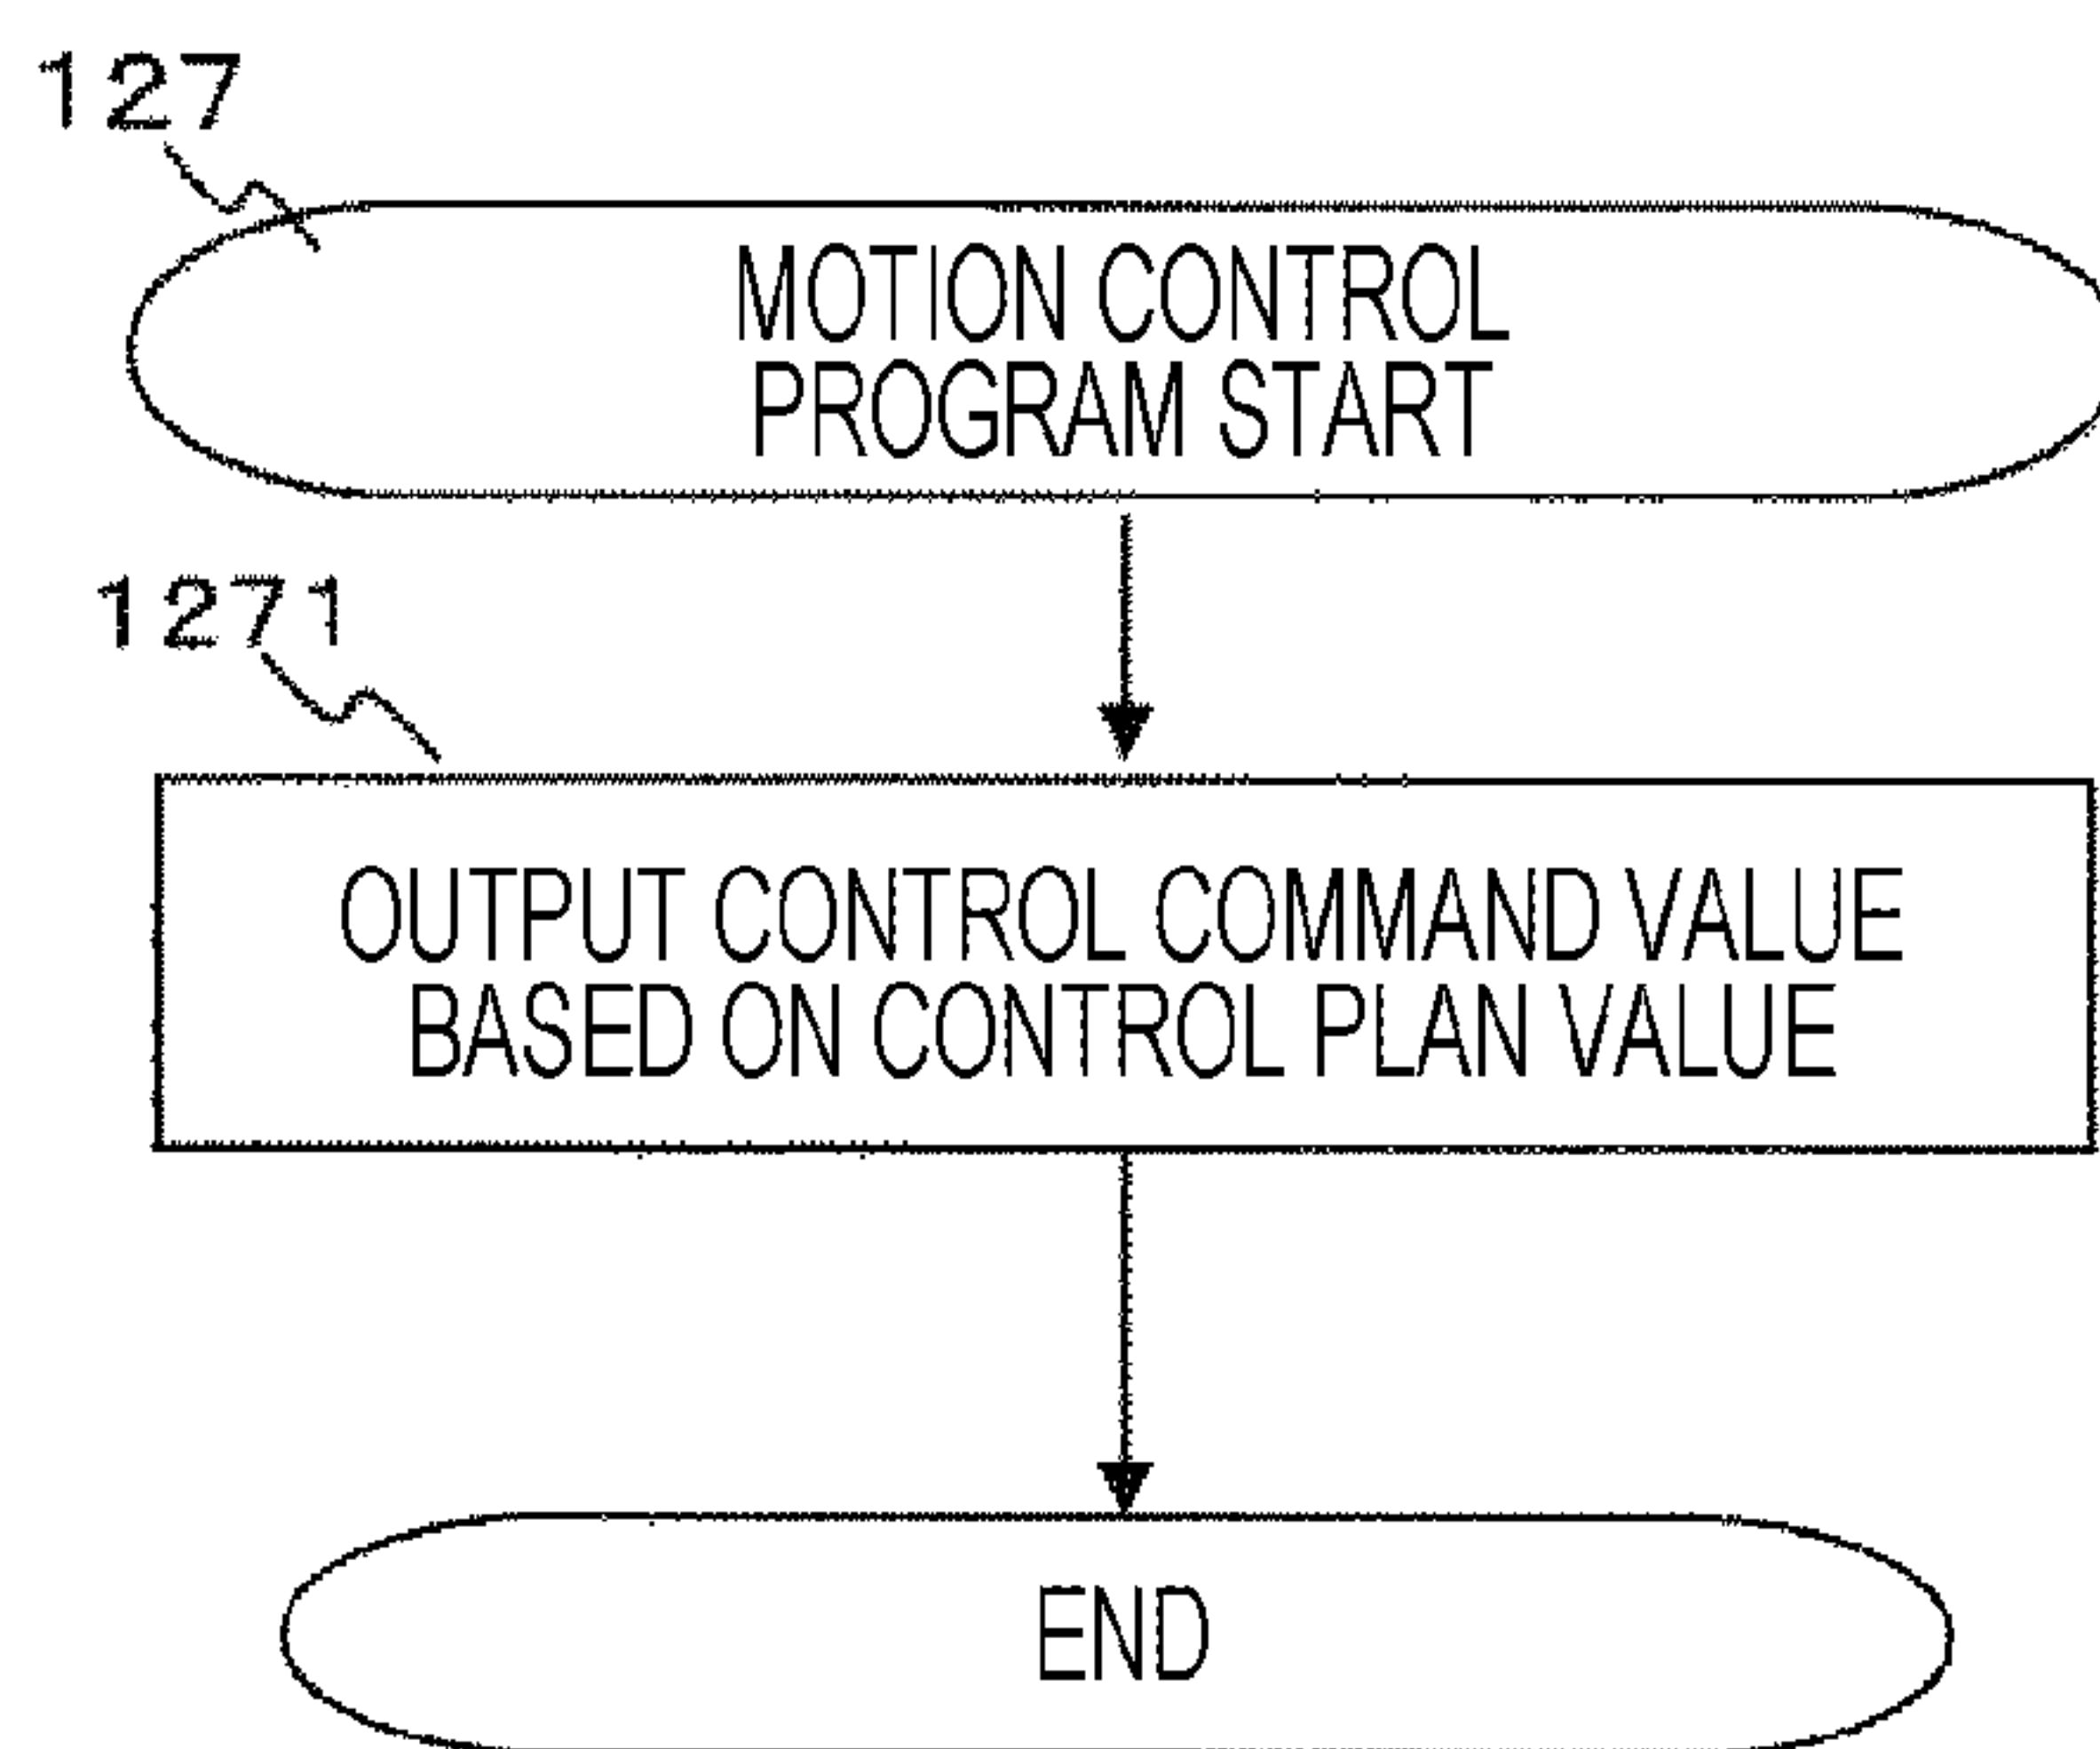 127
MOTION CONTROL
PROGRAM START
1271
OUTPUT CONTROL COMMAND VALUE
BASED ON CONTROL PLAN VALUE
END